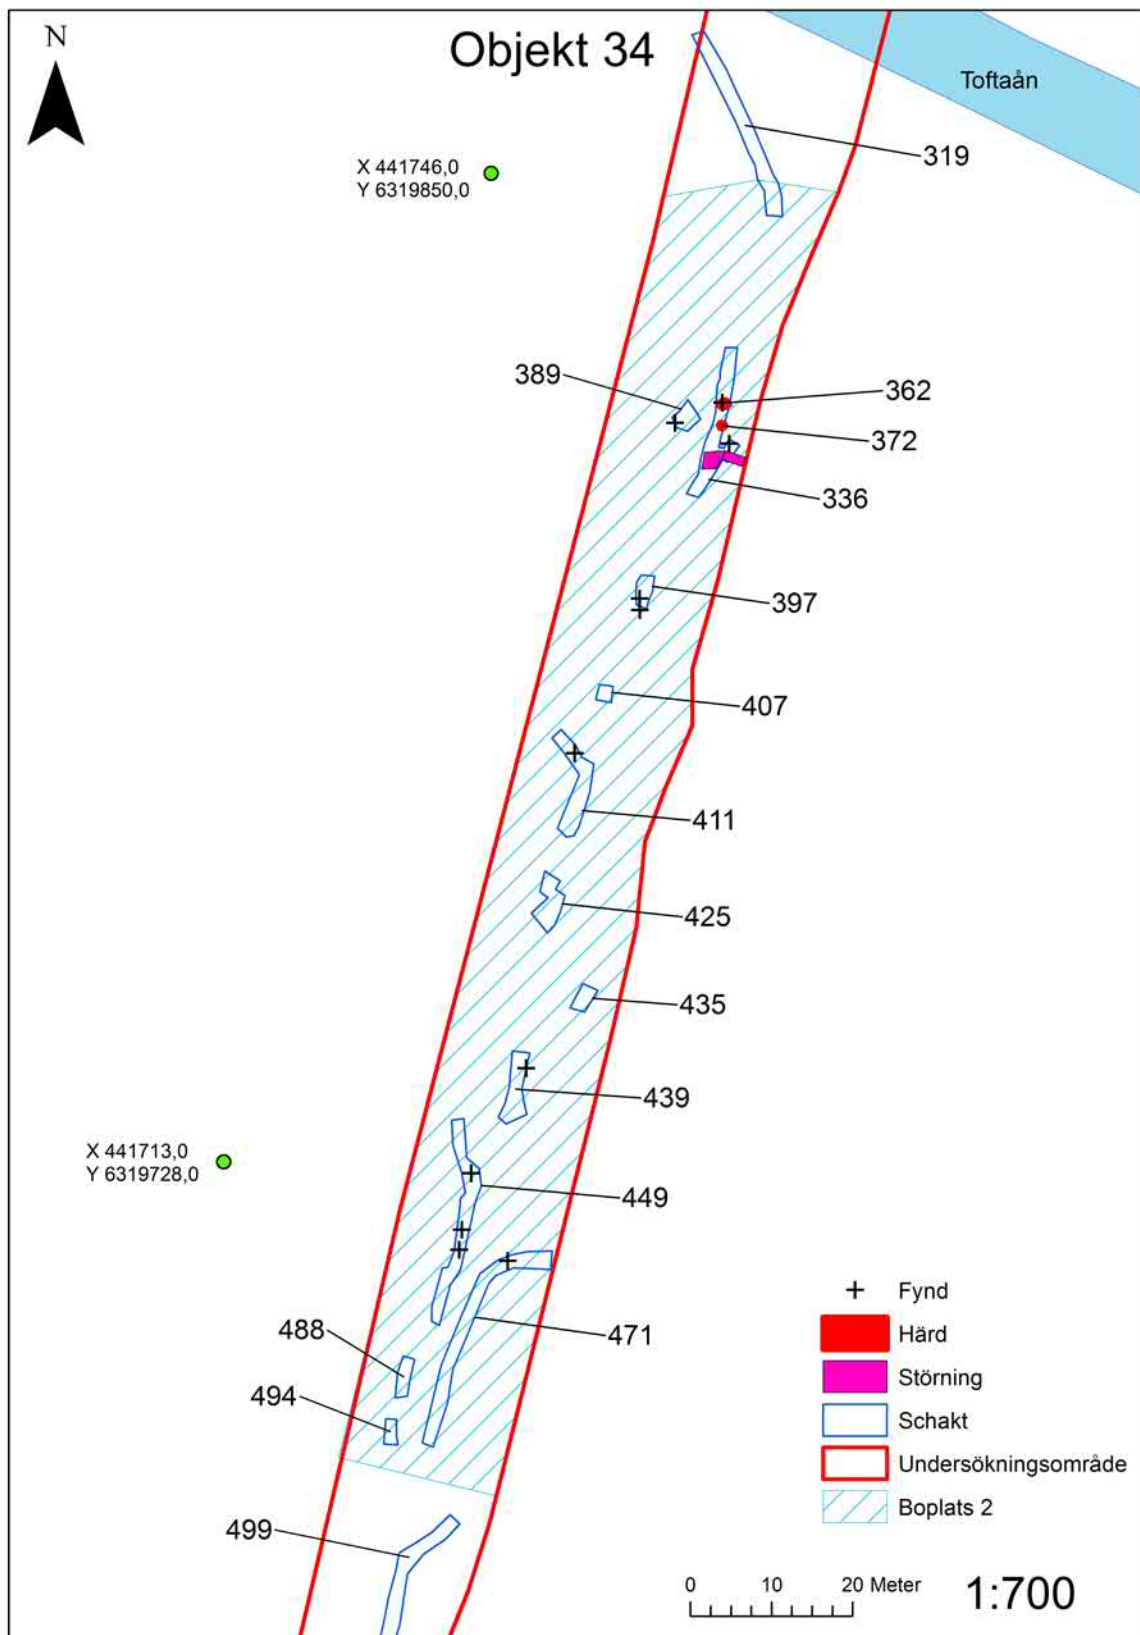 N
Objekt 34
Toftaån
319
X 441746,0
Y 6319850,0
389
362
372
336
397
407
411
425
435
439
X 441713,0
Y 6319728,0
449
471
488
494
499
Fynd
Härd
Störning
Schakt
Undersökningsområde
Boplats 2
0 10 20 Meter
1:700